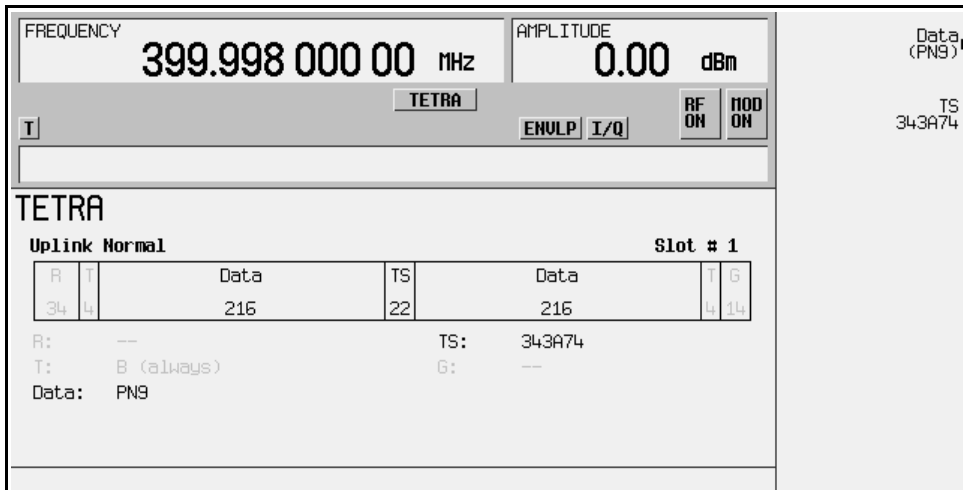 FREQUENCY
399.998 000 00 MHz
AMPLITUDE
0.00 dBm
TETRA
T
ENVLP I/Q
RF ON
MOD ON
Data (PN9)
TS 343A74
TETRA
Uplink Normal Slot # 1
R T Data TS Data T G
34 4 216 22 216 4 14
R: -- TS: 343A74
T: B (always) G: --
Data: PN9